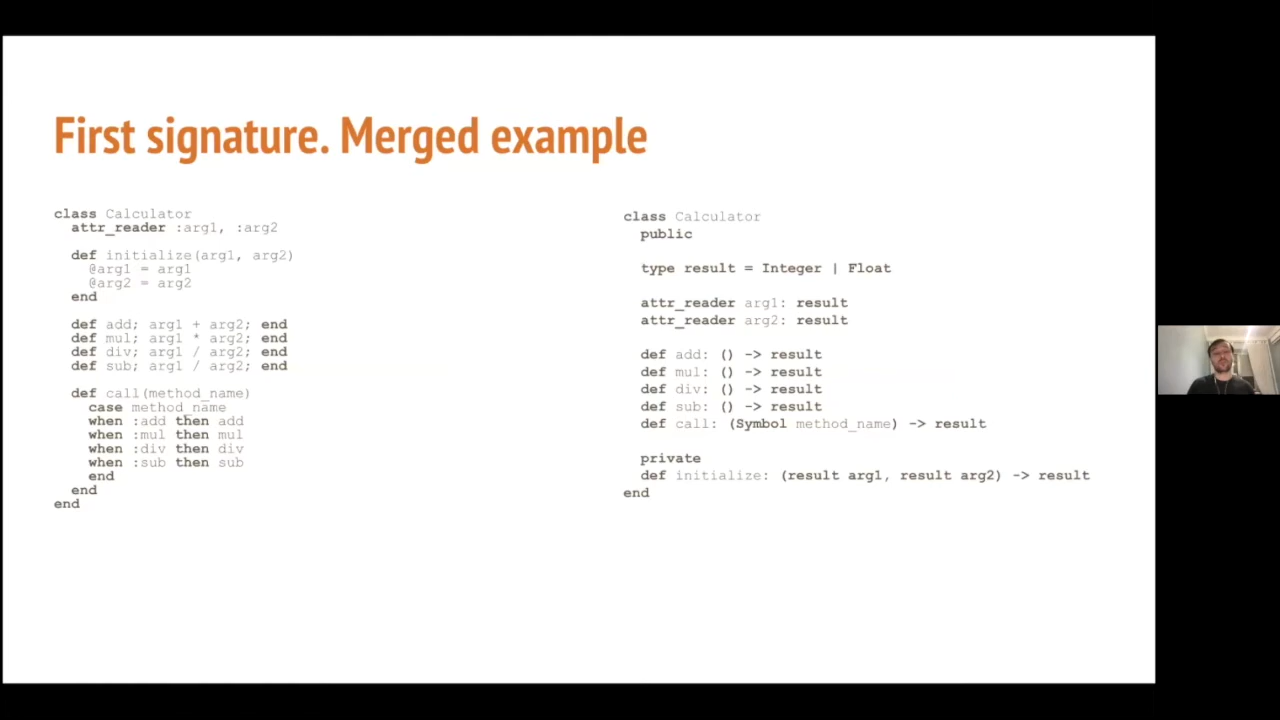 First signature. Merged example
class Calculator
attr_reader :arg1, :arg2
def initialize(arg1, arg2)
@arg1 = arg1
@arg2 = arg2
end
def add; arg1 + arg2; end
def mul; arg1 * arg2; end
def div; arg1 / arg2; end
def sub; arg1 / arg2; end
def call(method_name)
case method_name
when :add then add
when :mul then mul
when :div then div
when :sub then sub
end
end
end
class Calculator
public
type result = Integer | Float
attr_reader arg1: result
attr_reader arg2: result
def add: () -> result
def mul: () -> result
def div: () -> result
def sub: () -> result
def call: (Symbol method_name) -> result
private
def initialize: (result arg1, result arg2) -> result
end